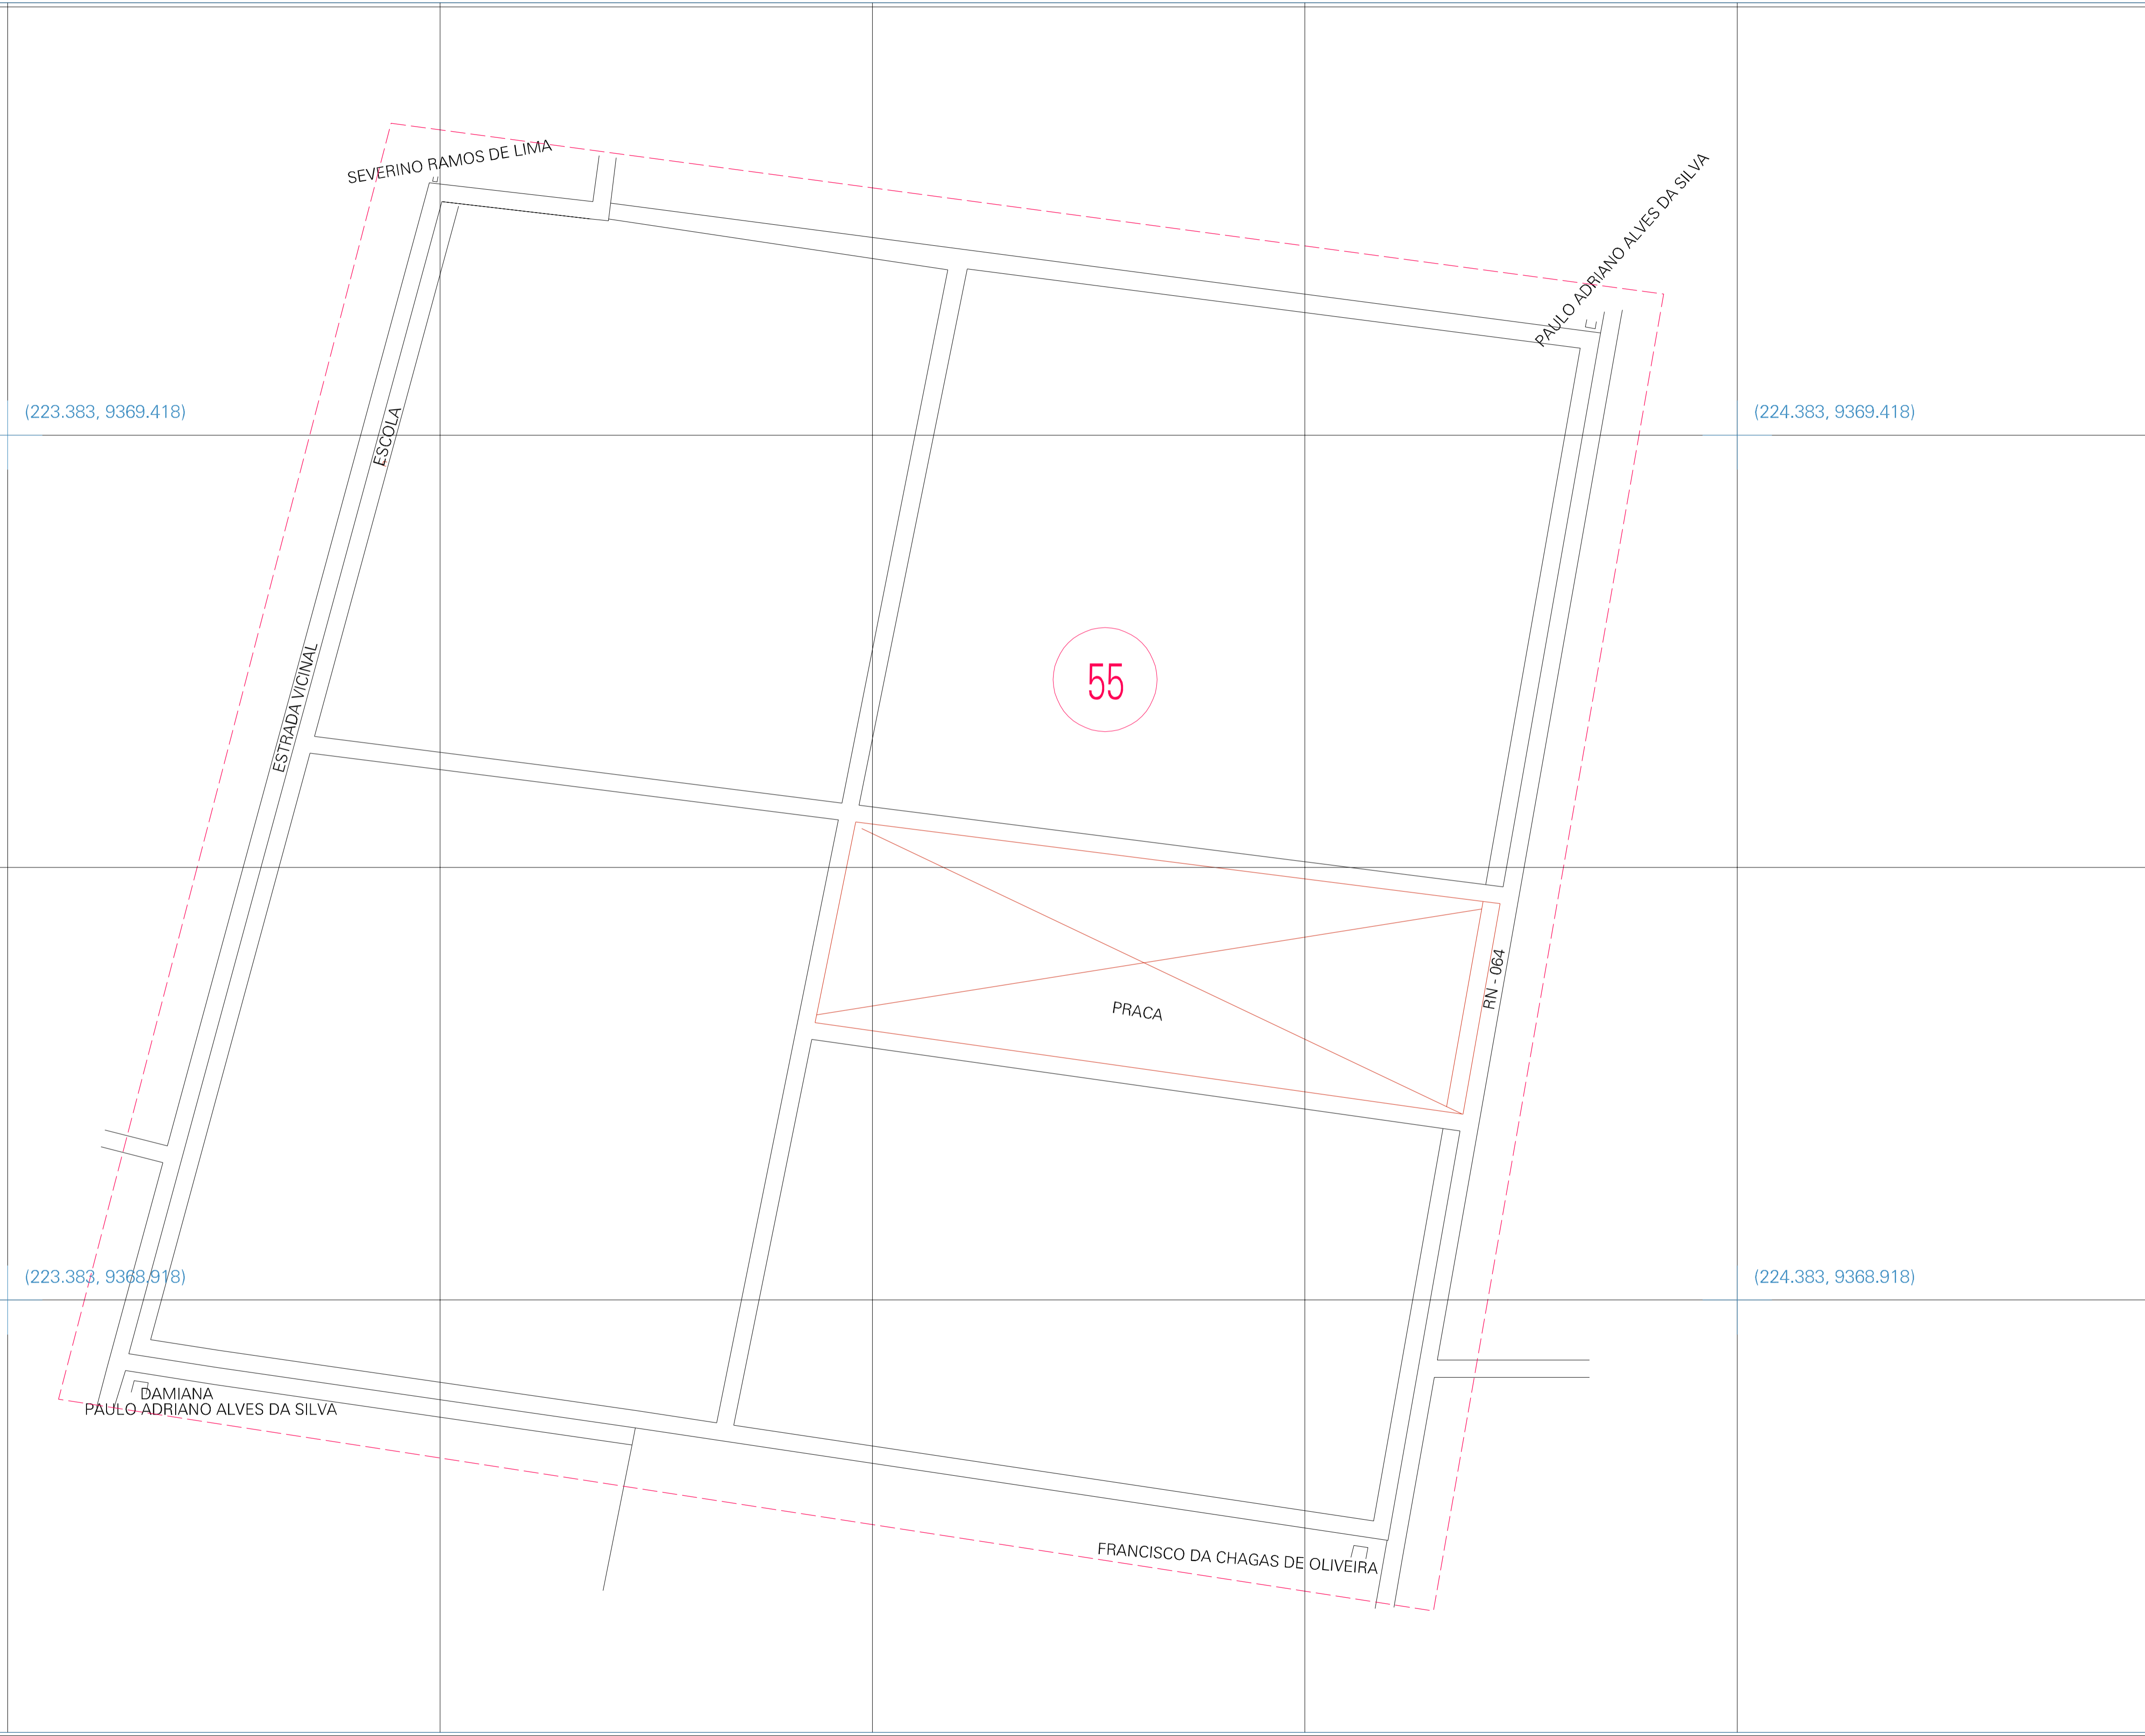 SEVERINO RAMOS DE LIMA
PAULO ADRIANO ALVES DA SILVA
(223.383, 9369.418)
(224.383, 9369.418)
ESCOLA
ESTRADA VICINAL
55
RN - 064
PRACA
(223.383, 9368.918)
(224.383, 9368.918)
DAMIANA
PAULO ADRIANO ALVES DA SILVA
FRANCISCO DA CHAGAS DE OLIVEIRA